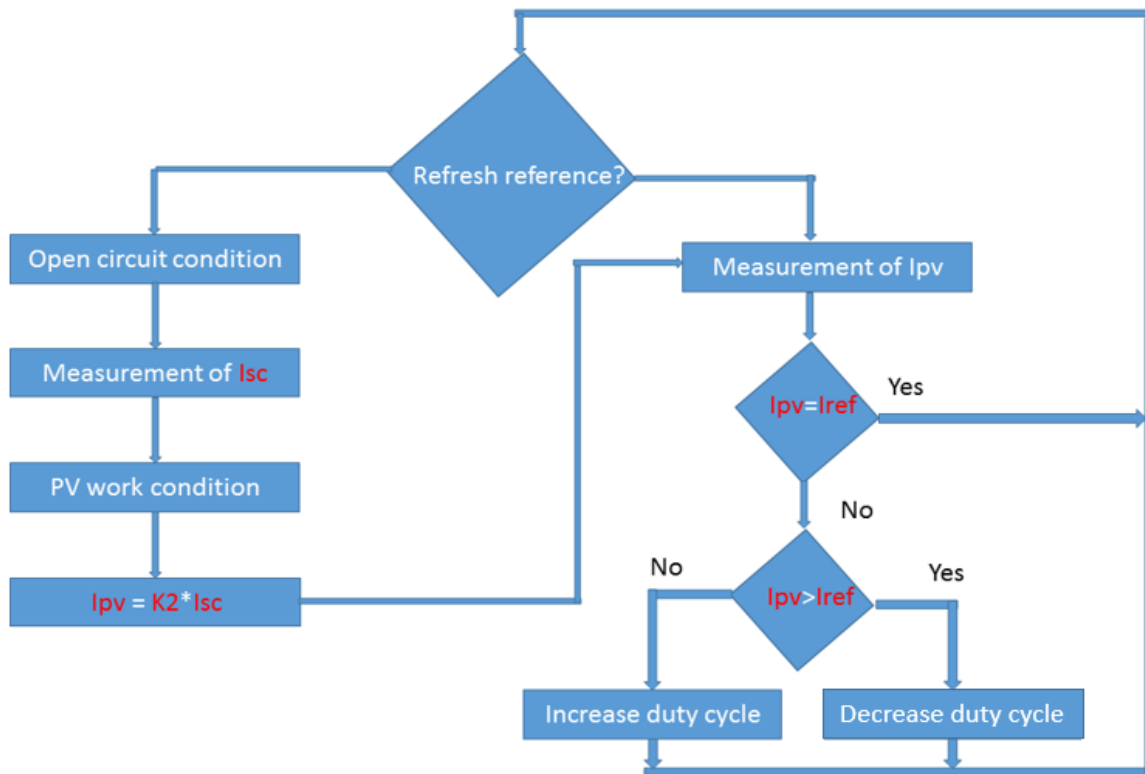 Refresh reference?
Open circuit condition
Measurement of Isc
PV work condition
Ipv = K2*Isc
Measurement of Ipv
Ipv=Iref
Yes
No
Ipv>Iref
No
Yes
Increase duty cycle
Decrease duty cycle